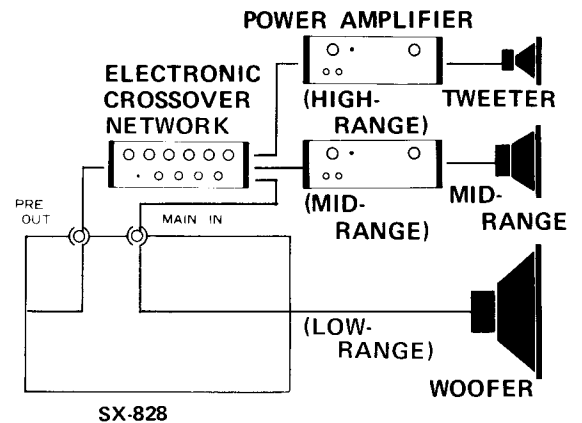 POWER AMPLIFIER
ELECTRONIC
CROSSOVER
NETWORK
(HIGH-
RANGE)
TWEETER
(MID-
RANGE)
MID-
RANGE
PRE
OUT
MAIN IN
(LOW-
RANGE)
WOOFER
SX-828